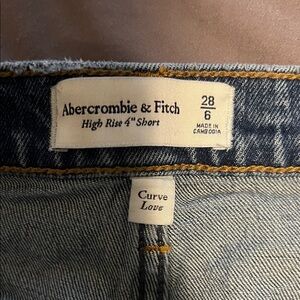 Abercrombie & Fitch
High Rise 4" Short
28
6
MADE IN
CAMBODIA
Curve
Love